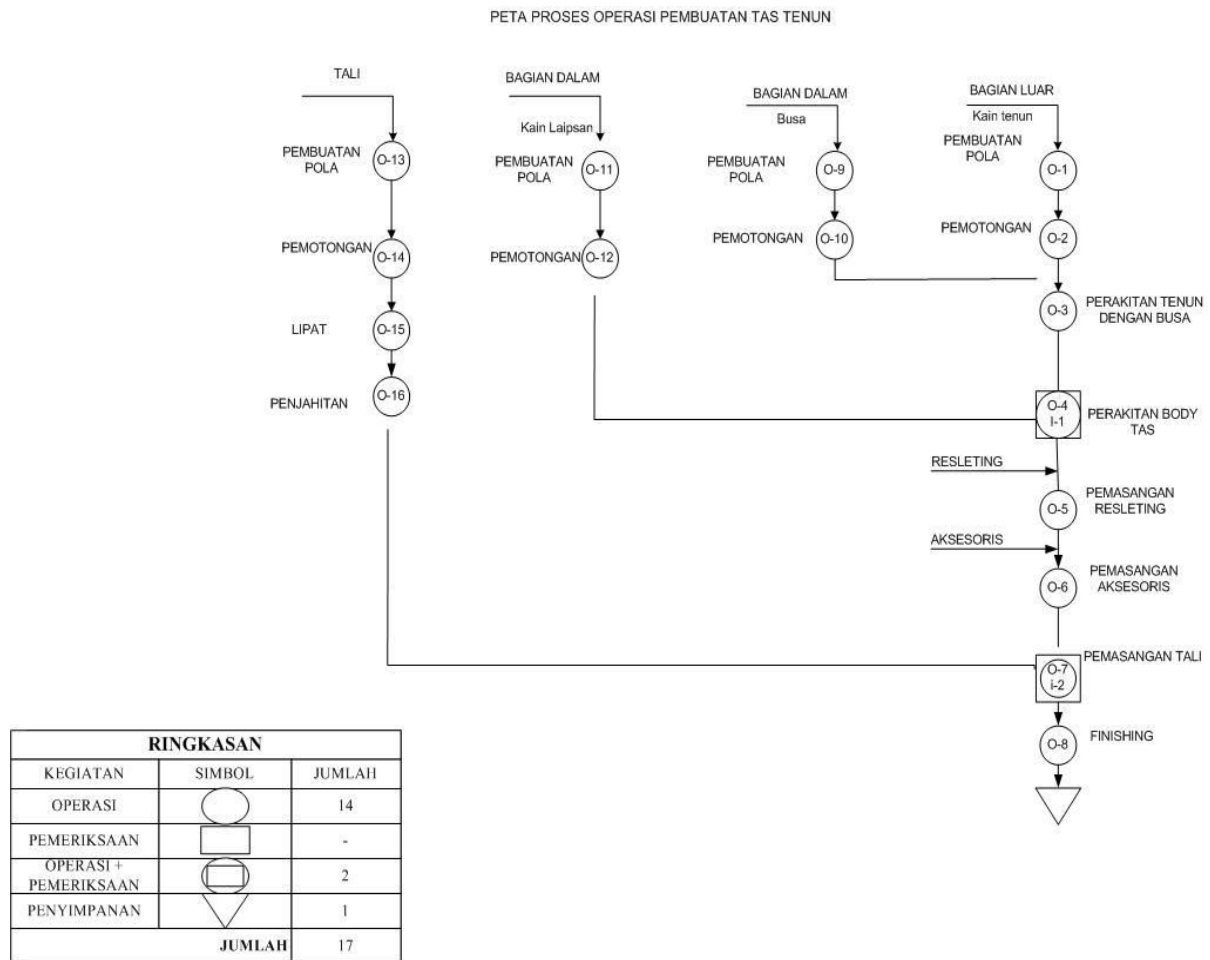 PETA PROSES OPERASI PEMBUATAN TAS TENUN
TALI
PEMBUATAN
POLA
O-13
PEMOTONGAN
O-14
LIPAT
O-15
PENJAHITAN
O-16
BAGIAN DALAM
Kain Laipsan
PEMBUATAN
POLA
O-11
PEMOTONGAN
O-12
BAGIAN DALAM
Busa
PEMBUATAN
POLA
O-9
PEMOTONGAN
O-10
BAGIAN LUAR
Kain tenun
PEMBUATAN
POLA
O-1
PEMOTONGAN
O-2
O-3
PERAKITAN TENUN
DENGAN BUSA
O-4
I-1
PERAKITAN BODY
TAS
RESLETING
O-5
PEMASANGAN
RESLETING
AKSESORIS
O-6
PEMASANGAN
AKSESORIS
O-7
i-2
PEMASANGAN TALI
O-8
FINISHING
RINGKASAN
KEGIATAN SIMBOL JUMLAH
OPERASI 14
PEMERIKSAAN -
OPERASI +
PEMERIKSAAN 2
PENYIMPANAN 1
JUMLAH 17